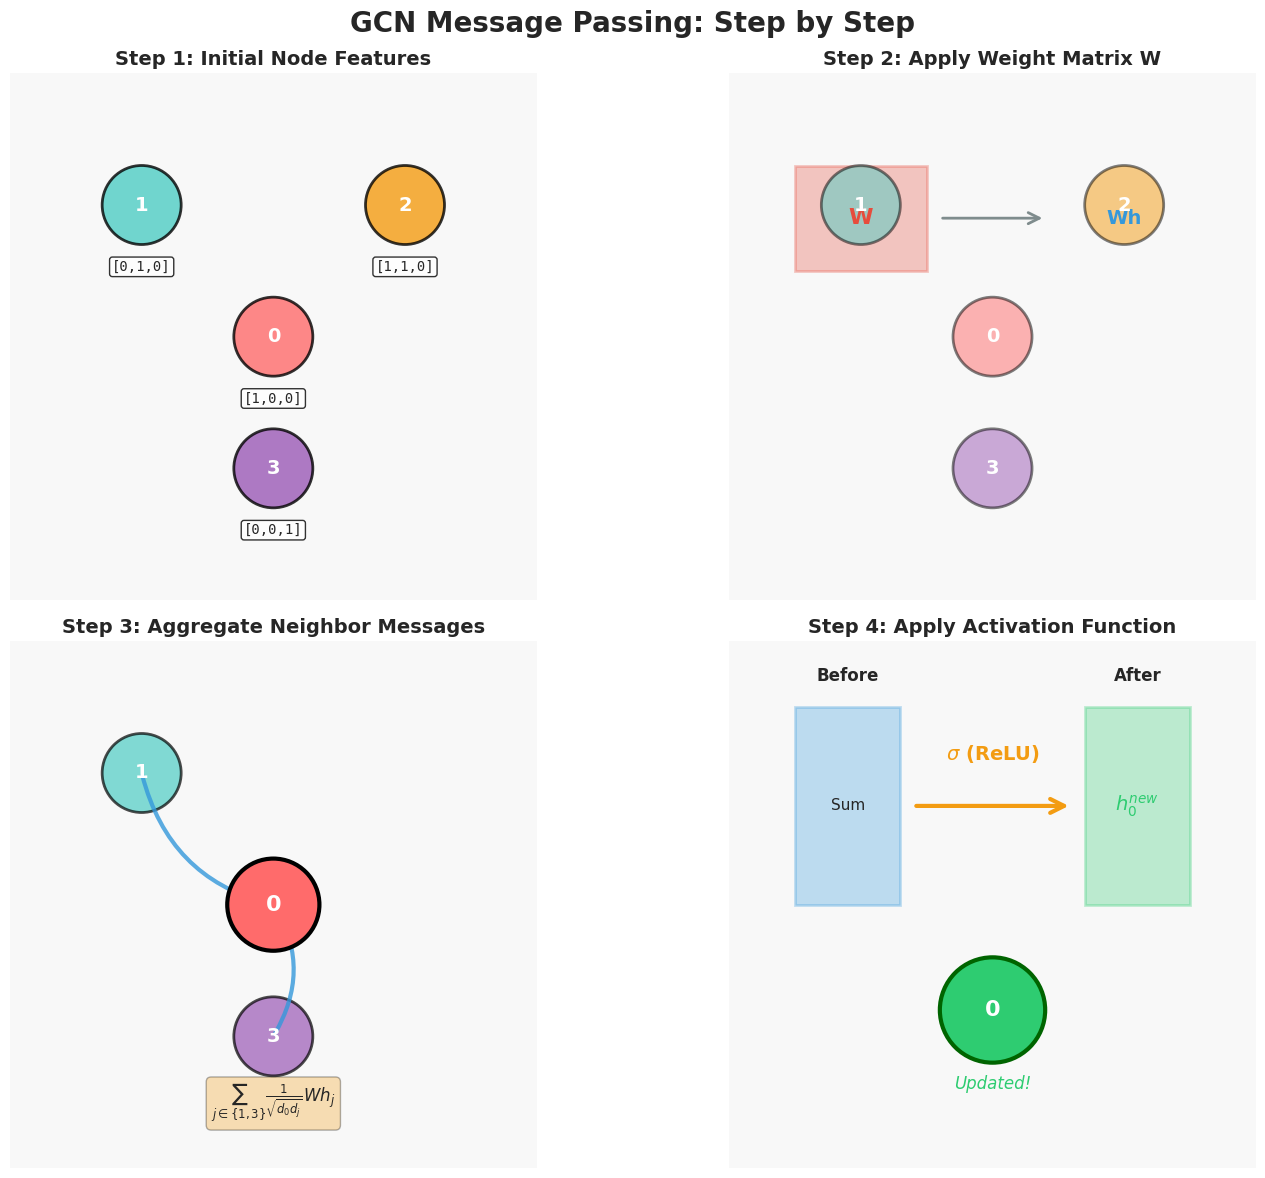 GCN Message Passing: Step by Step
Step 1: Initial Node Features
1
2
[0,1,0]
[1,1,0]
0
[1,0,0]
3
[0,0,1]
Step 2: Apply Weight Matrix W
1
W
2
Wh
0
3
Step 3: Aggregate Neighbor Messages
1
0
3
$\sum_{j \in \{1,3\}} \frac{1}{\sqrt{d_0 d_j}} W h_j$
Step 4: Apply Activation Function
Before
After
σ (ReLU)
Sum
$h_0^{new}$
0
Updated!